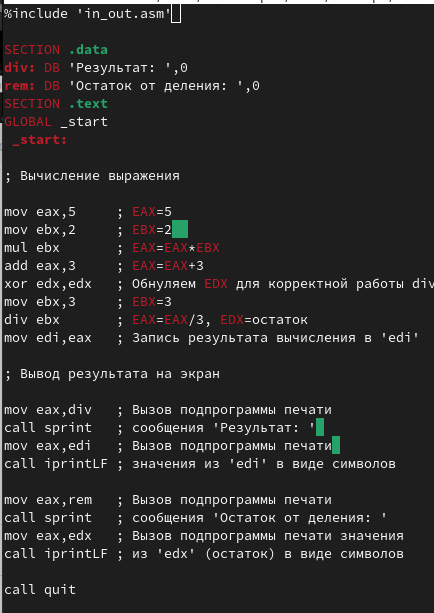 %include 'in_out.asm'
SECTION .data
div: DB 'Результат: ',0
rem: DB 'Остаток от деления: ',0
SECTION .text
GLOBAL _start
_start:
; Вычисление выражения
mov eax,5 ; EAX=5
mov ebx,2 ; EBX=2
mul ebx ; EAX=EAX*EBX
add eax,3 ; EAX=EAX+3
xor edx,edx ; Обнуляем EDX для корректной работы div
mov ebx,3 ; EBX=3
div ebx ; EAX=EAX/3, EDX=остаток
mov edi,eax ; Запись результата вычисления в 'edi'
; Вывод результата на экран
mov eax,div ; Вызов подпрограммы печати
call sprint ; сообщения 'Результат: '
mov eax,edi ; Вызов подпрограммы печати
call iprintLF ; значения из 'edi' в виде символов
mov eax,rem ; Вызов подпрограммы печати
call sprint ; сообщения 'Остаток от деления: '
mov eax,edx ; Вызов подпрограммы печати значения
call iprintLF ; из 'edx' (остаток) в виде символов
call quit